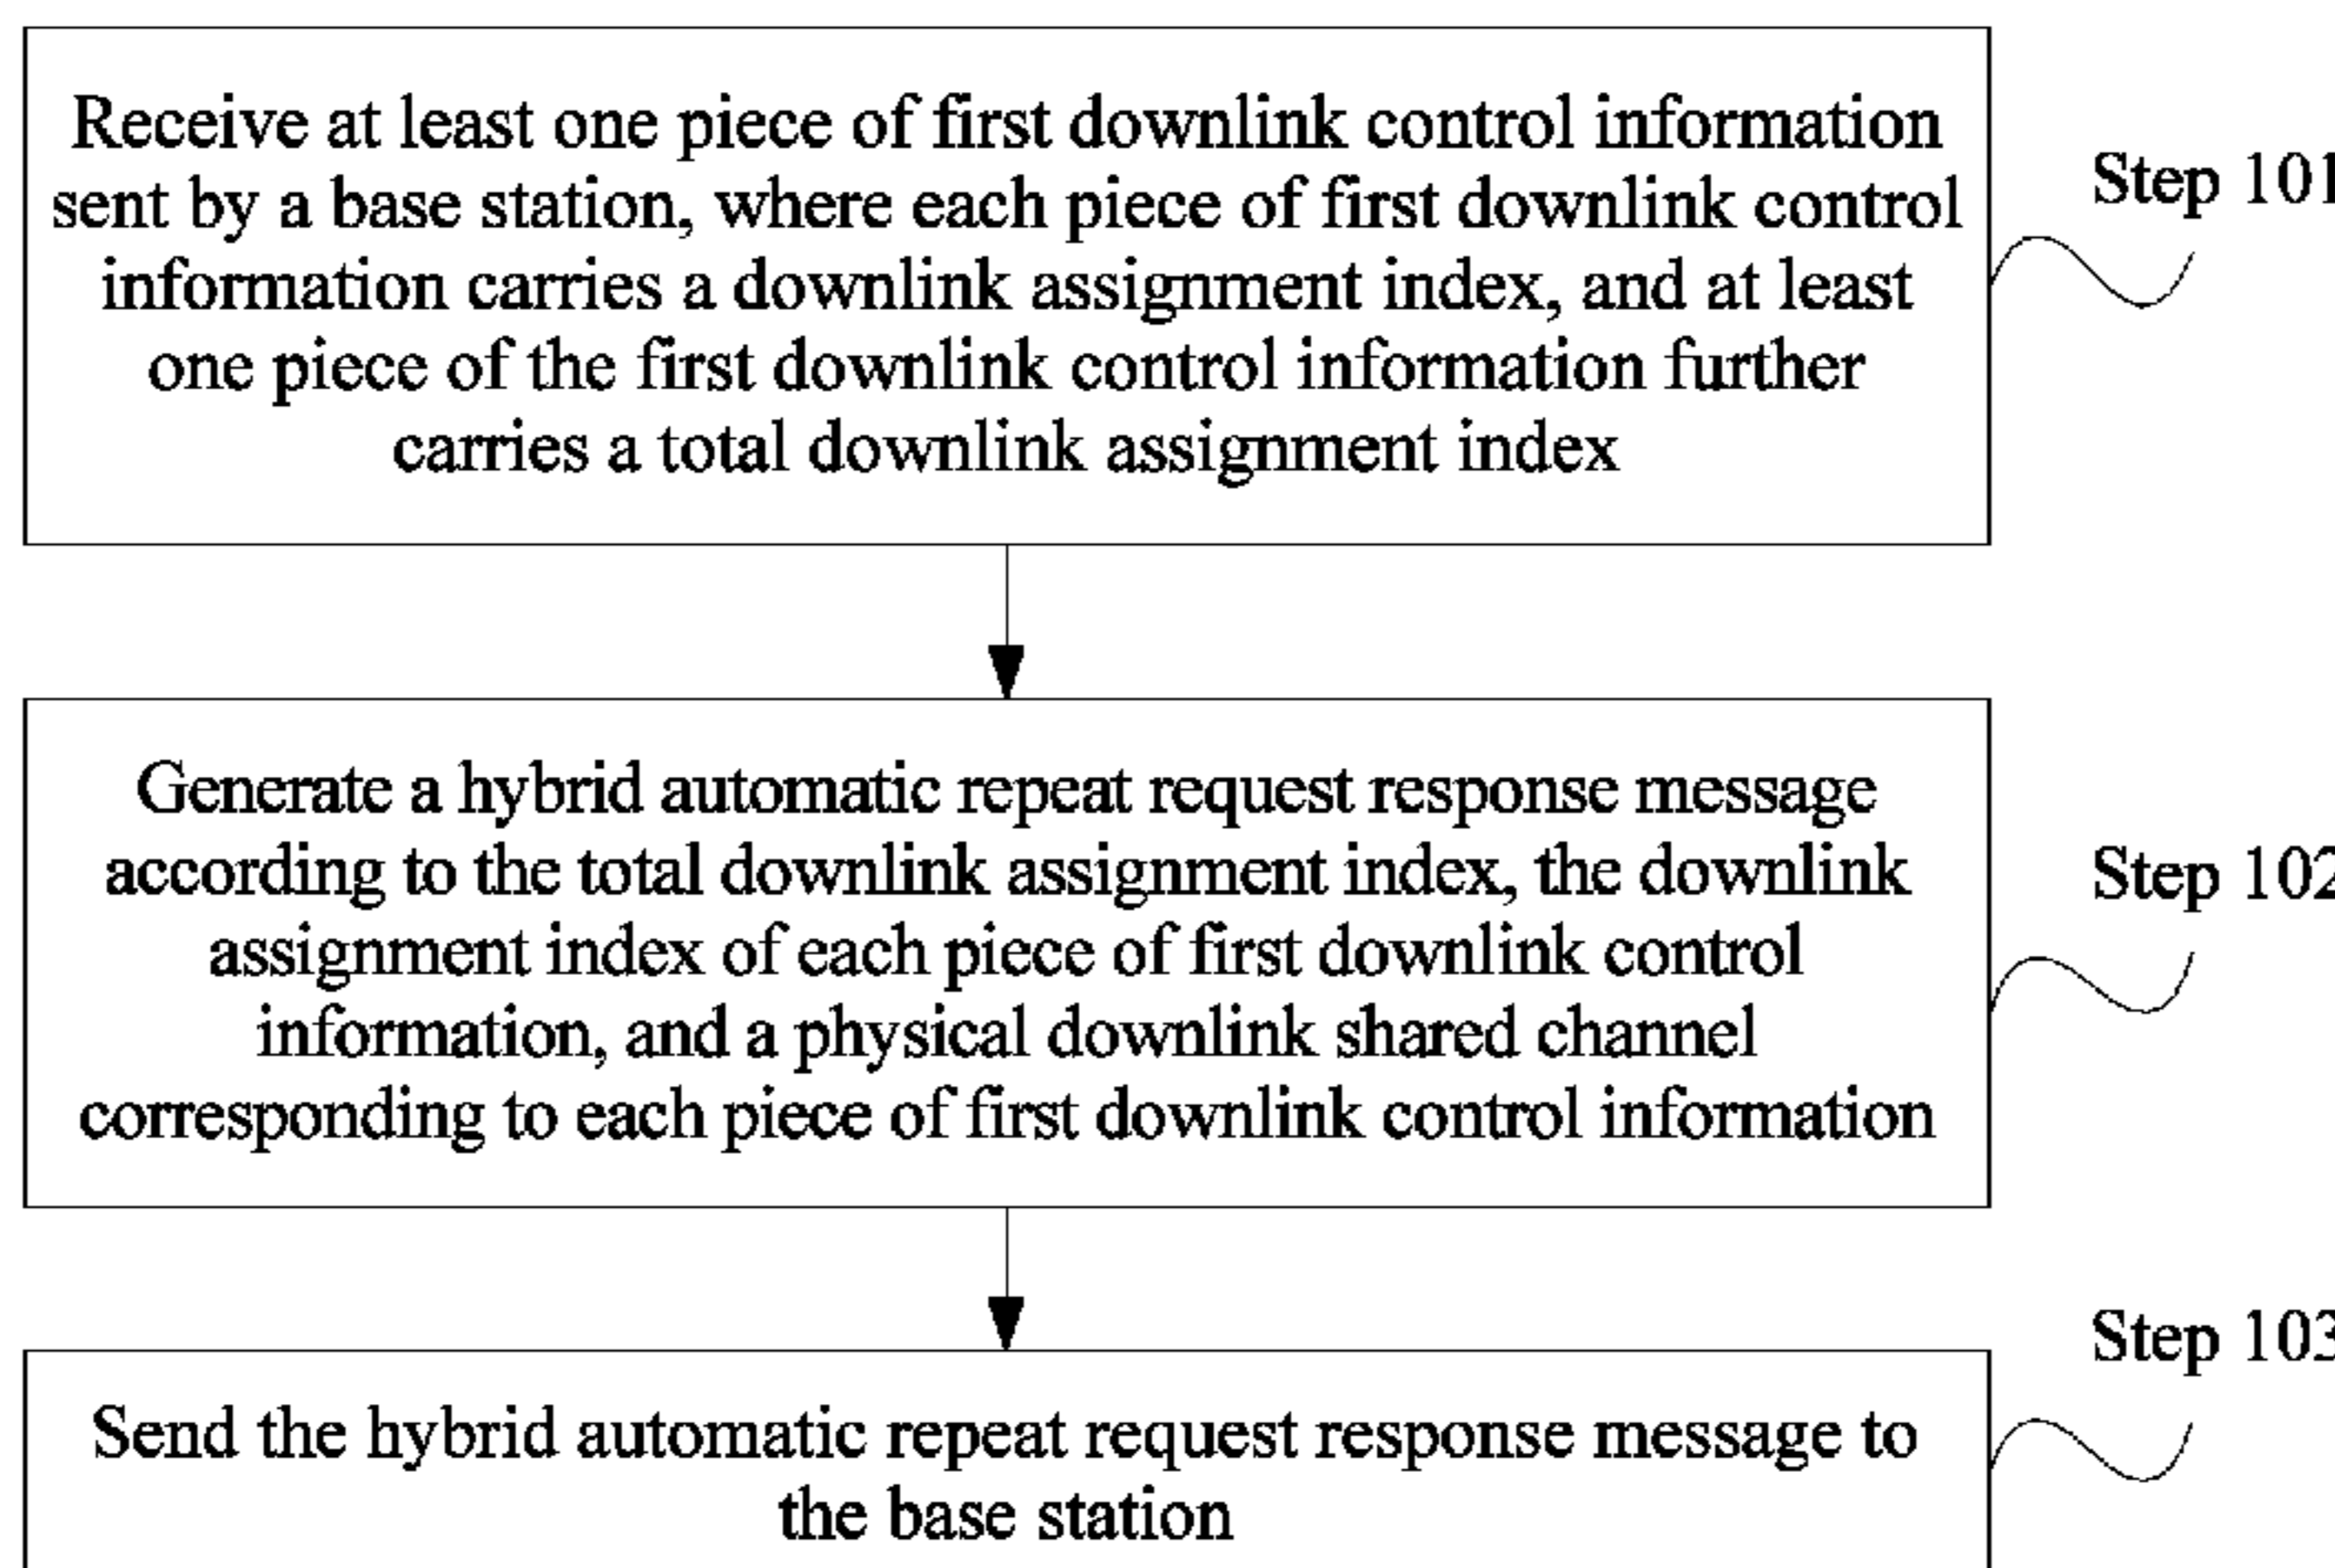 Receive at least one piece of first downlink control information
sent by a base station, where each piece of first downlink control
information carries a downlink assignment index, and at least
one piece of the first downlink control information further
carries a total downlink assignment index
Step 101
Generate a hybrid automatic repeat request response message
according to the total downlink assignment index, the downlink
assignment index of each piece of first downlink control
information, and a physical downlink shared channel
corresponding to each piece of first downlink control information
Step 102
Send the hybrid automatic repeat request response message to
the base station
Step 103